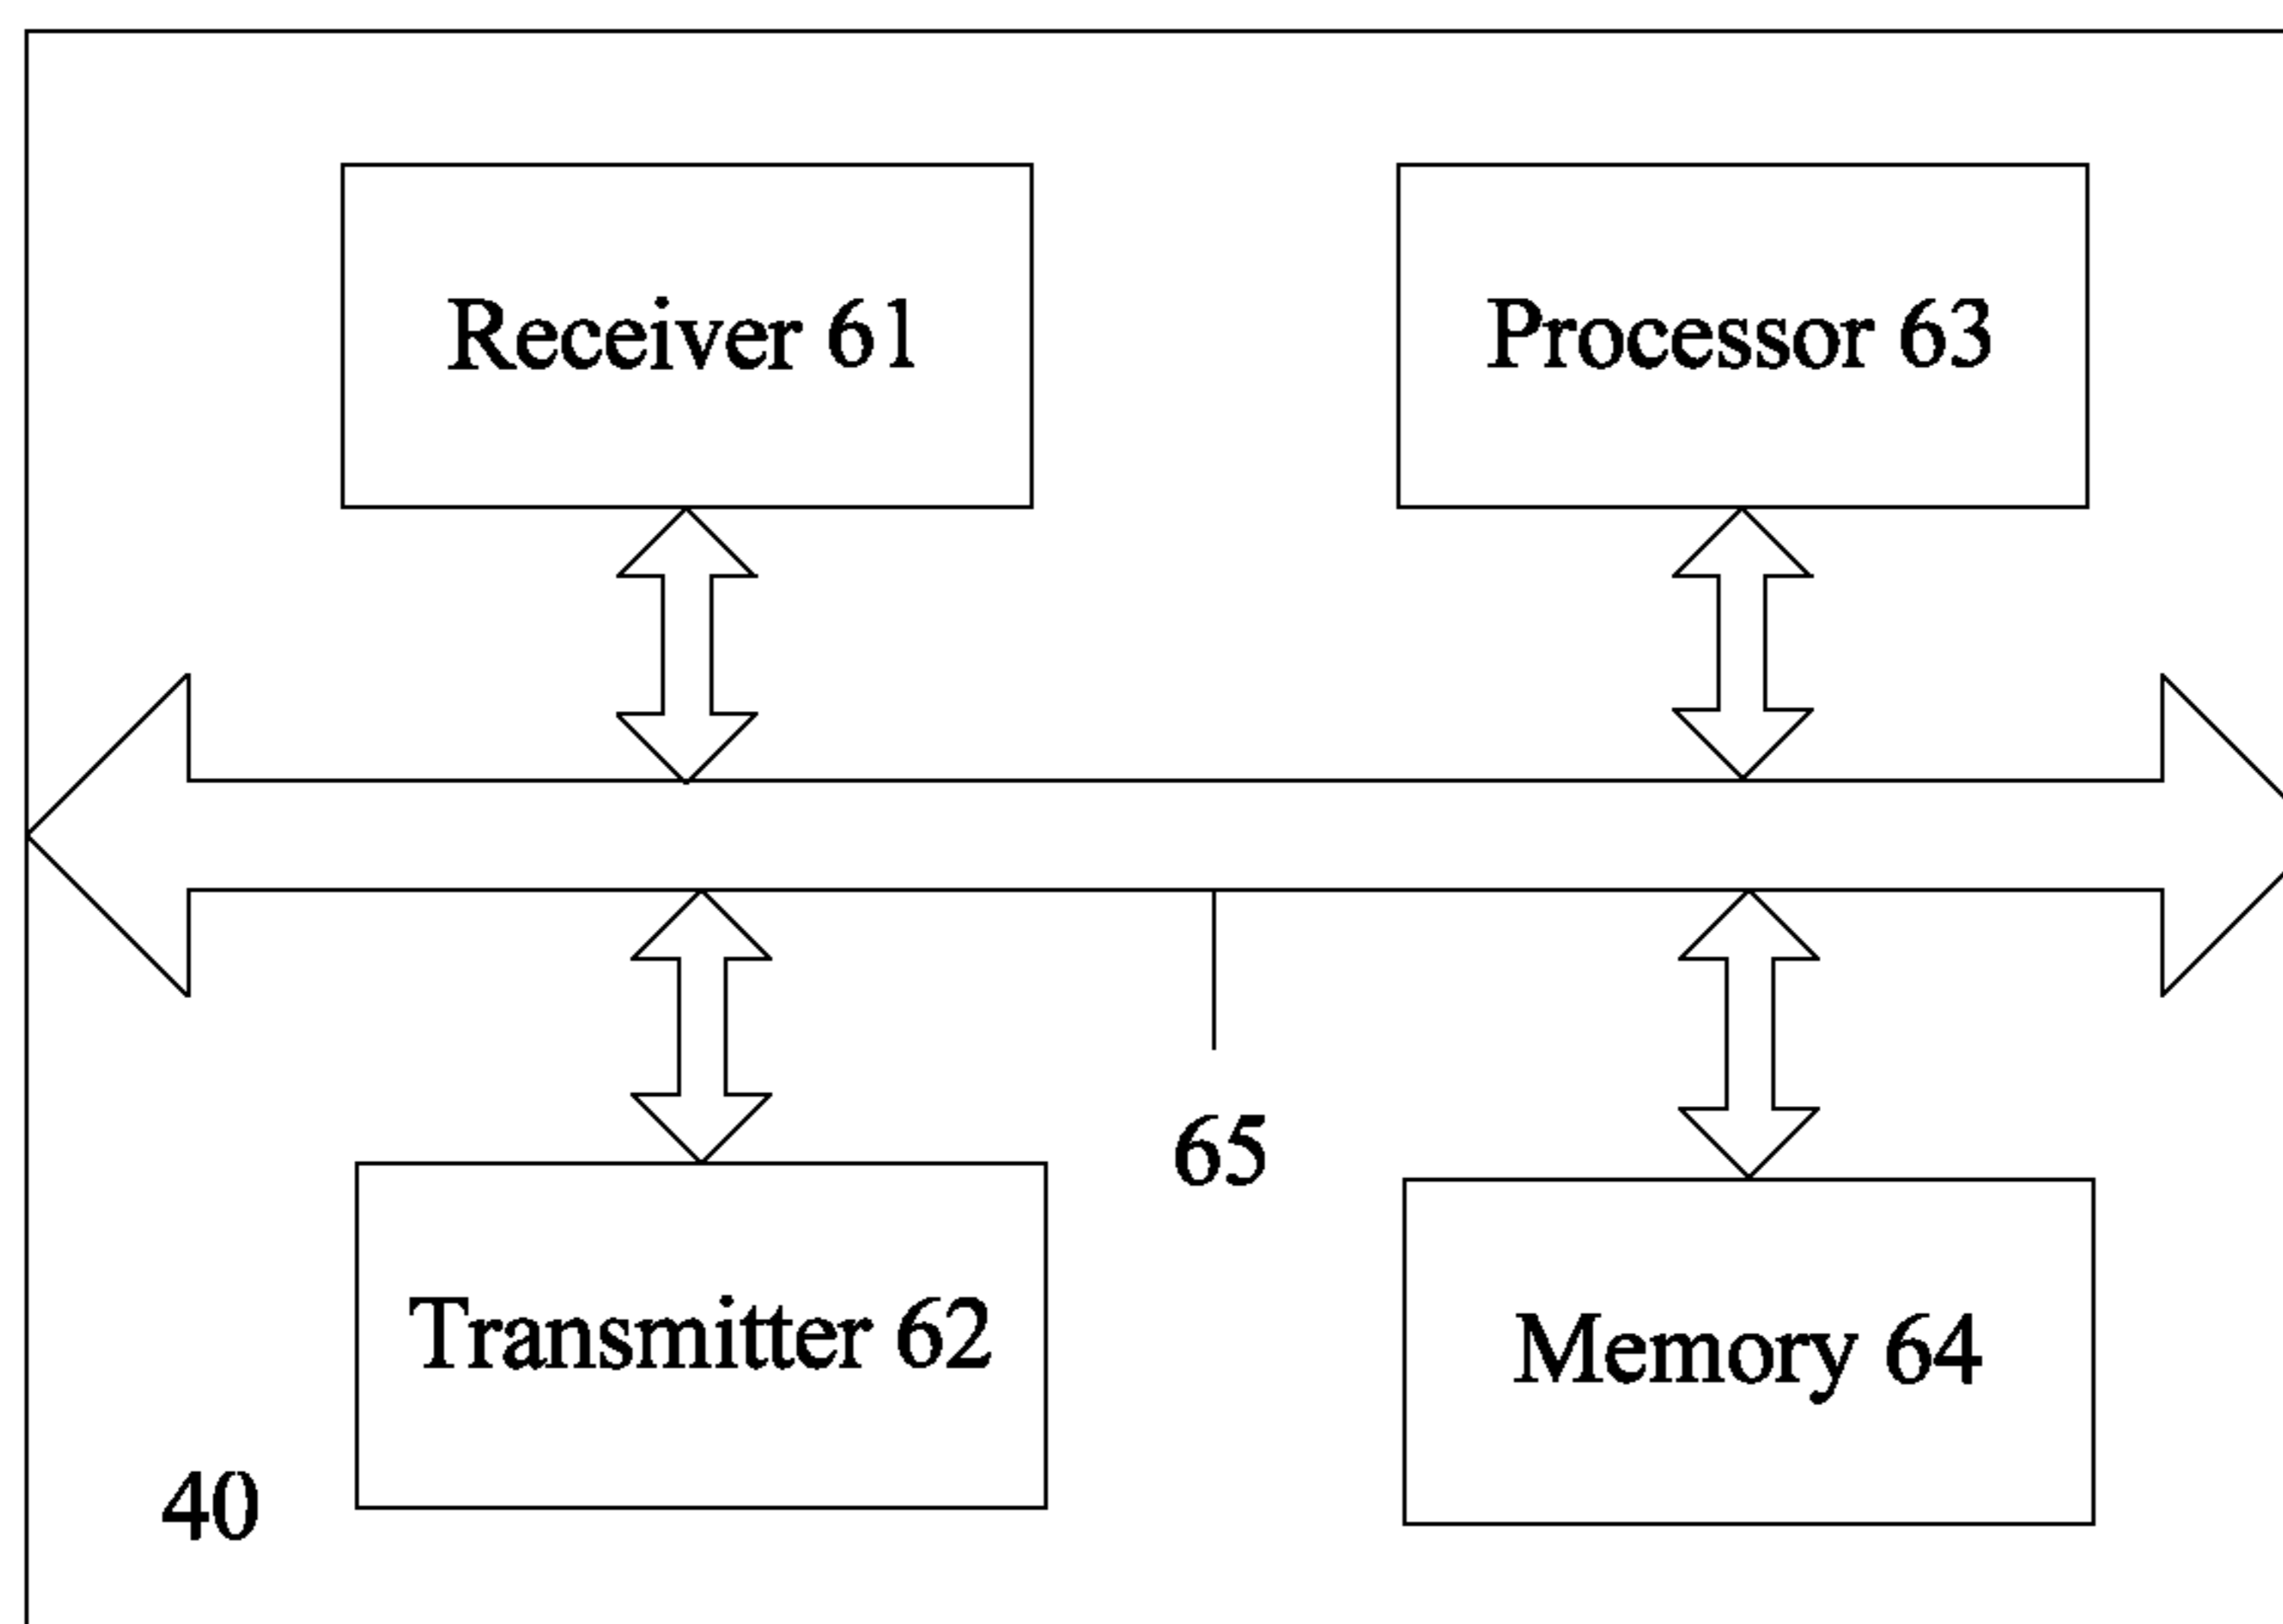 Receiver 61
Processor 63
65
Transmitter 62
Memory 64
40